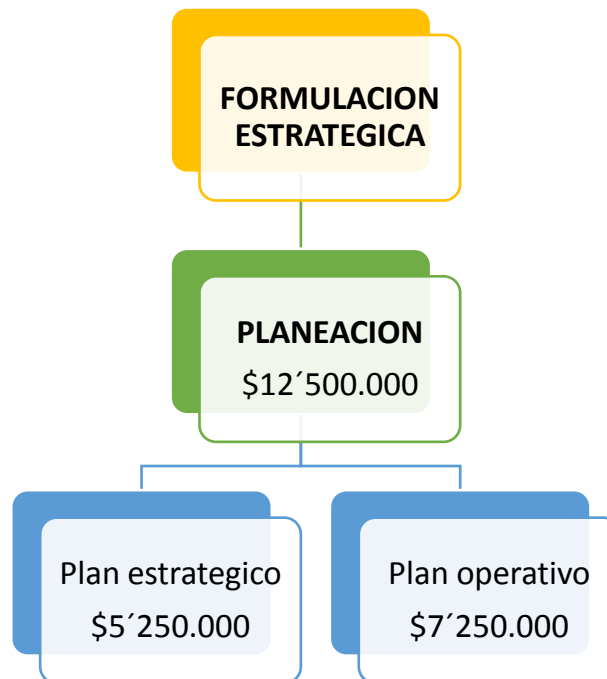 FORMULACION
ESTRATEGICA
PLANEACION
$12´500.000
Plan estrategico
$5´250.000
Plan operativo
$7´250.000